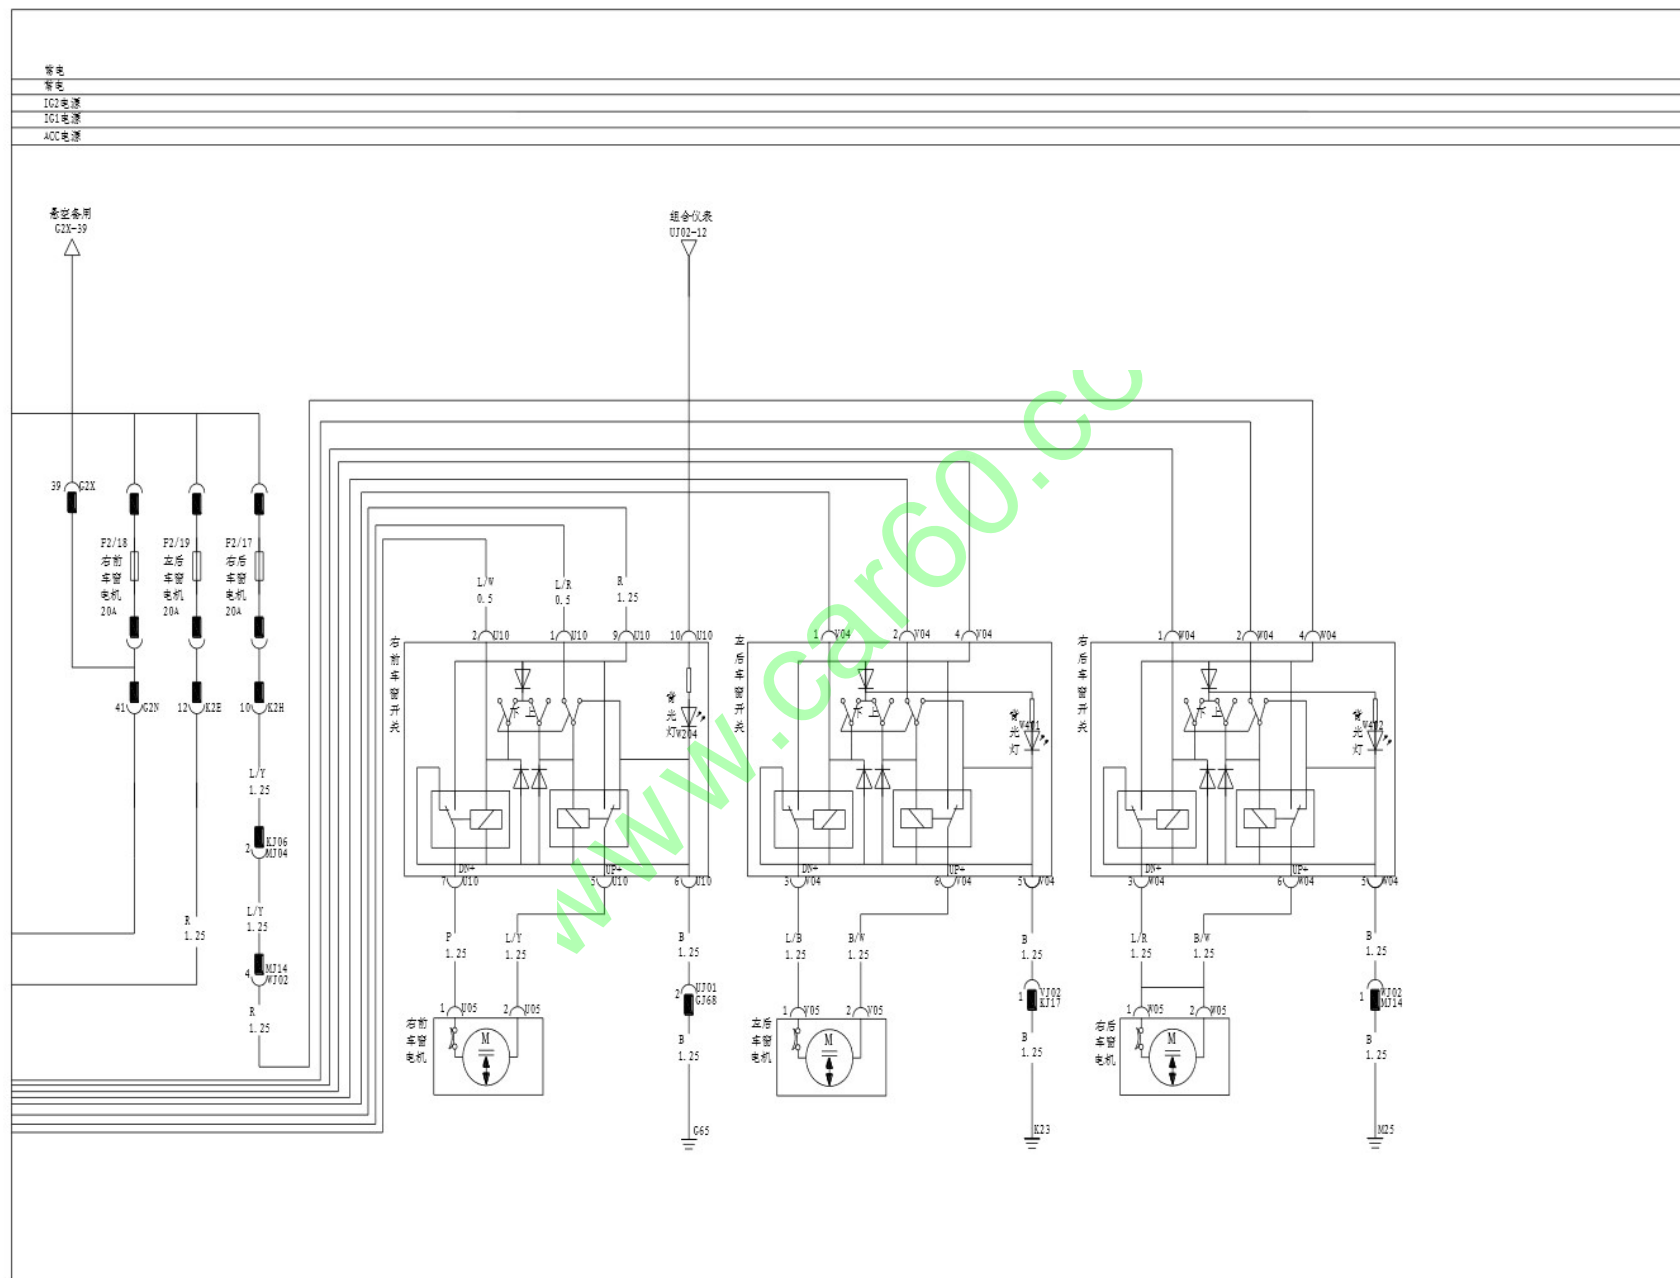 常电
常电
IG2电源
IG1电源
ACC电源
悬空备用
G2X-39
组合仪表
UJ02-12
39 G2X
F2/18
右前
车窗
电机
20A
F2/19
左后
车窗
电机
20A
F2/17
右后
车窗
电机
20A
41 G2N
12 K2E
10 K2H
L/Y
1.25
2 KJ06
MJ04
L/Y
1.25
4 MJ14
WJ02
R
1.25
R
1.25
L/W
0.5
L/R
0.5
R
1.25
2 U10
1 U10
9 U10
10 U10
右前车窗开关
下 上
背光灯
W204
DN+
UP+
7 U10
5 U10
6 U10
P
1.25
L/Y
1.25
B
1.25
1 U05
2 U05
2 UJ01
GJ68
右前
车窗
电机
M
B
1.25
G65
1 V04
2 V04
4 V04
左后车窗开关
下 上
背光灯
DN+
UP+
3 V04
6 V04
5 V04
L/B
1.25
B/W
1.25
B
1.25
1 V05
2 V05
1 VJ02
KJ17
左后
车窗
电机
M
B
1.25
K23
1 W04
2 W04
4 W04
右后车窗开关
下 上
背光灯
DN+
UP+
3 W04
6 W04
5 W04
L/R
1.25
B/W
1.25
B
1.25
1 W05
2 W05
1 WJ02
MJ14
右后
车窗
电机
M
B
1.25
M25
www.car60.cc